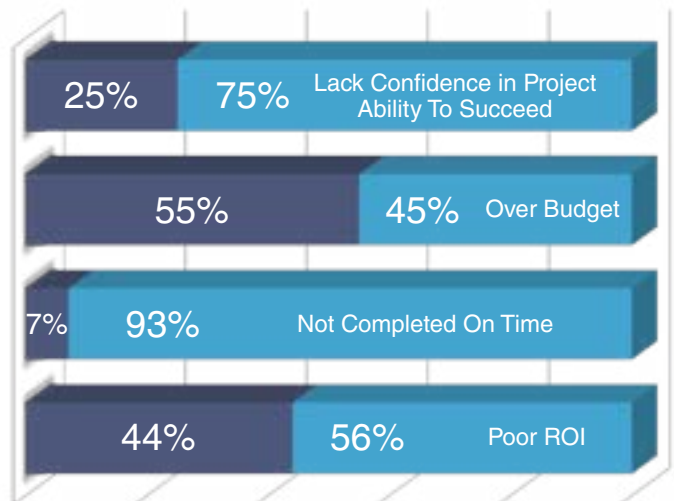 25% 75% Lack Confidence in Project
Ability To Succeed
55% 45% Over Budget
7% 93% Not Completed On Time
44% 56% Poor ROI